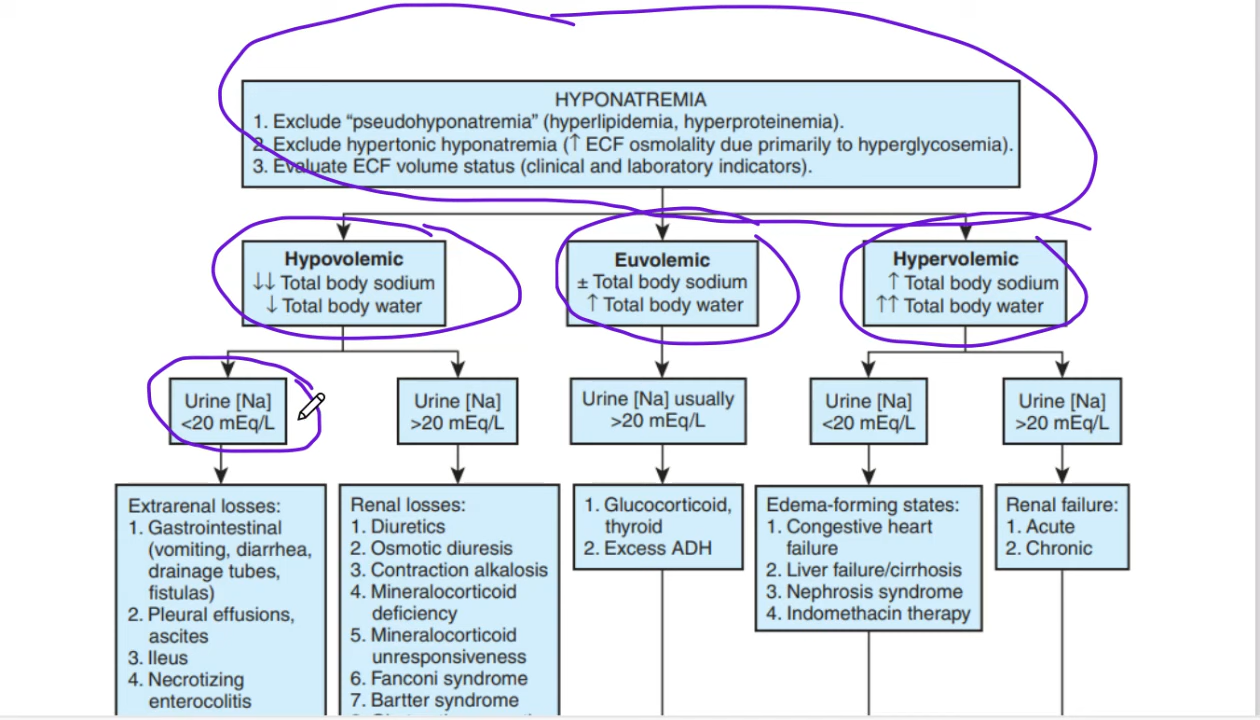 HYPONATREMIA
1. Exclude “pseudohyponatremia” (hyperlipidemia, hyperproteinemia).
2. Exclude hypertonic hyponatremia (↑ ECF osmolality due primarily to hyperglycosemia).
3. Evaluate ECF volume status (clinical and laboratory indicators).
Hypovolemic
↓↓ Total body sodium
↓ Total body water
Euvolemic
± Total body sodium
↑ Total body water
Hypervolemic
↑ Total body sodium
↑↑ Total body water
Urine [Na]
<20 mEq/L
Urine [Na]
>20 mEq/L
Urine [Na] usually
>20 mEq/L
Urine [Na]
<20 mEq/L
Urine [Na]
>20 mEq/L
Extrarenal losses:
1. Gastrointestinal
(vomiting, diarrhea,
drainage tubes,
fistulas)
2. Pleural effusions,
ascites
3. Ileus
4. Necrotizing
enterocolitis
Renal losses:
1. Diuretics
2. Osmotic diuresis
3. Contraction alkalosis
4. Mineralocorticoid
deficiency
5. Mineralocorticoid
unresponsiveness
6. Fanconi syndrome
7. Bartter syndrome
1. Glucocorticoid,
thyroid
2. Excess ADH
Edema-forming states:
1. Congestive heart
failure
2. Liver failure/cirrhosis
3. Nephrosis syndrome
4. Indomethacin therapy
Renal failure:
1. Acute
2. Chronic